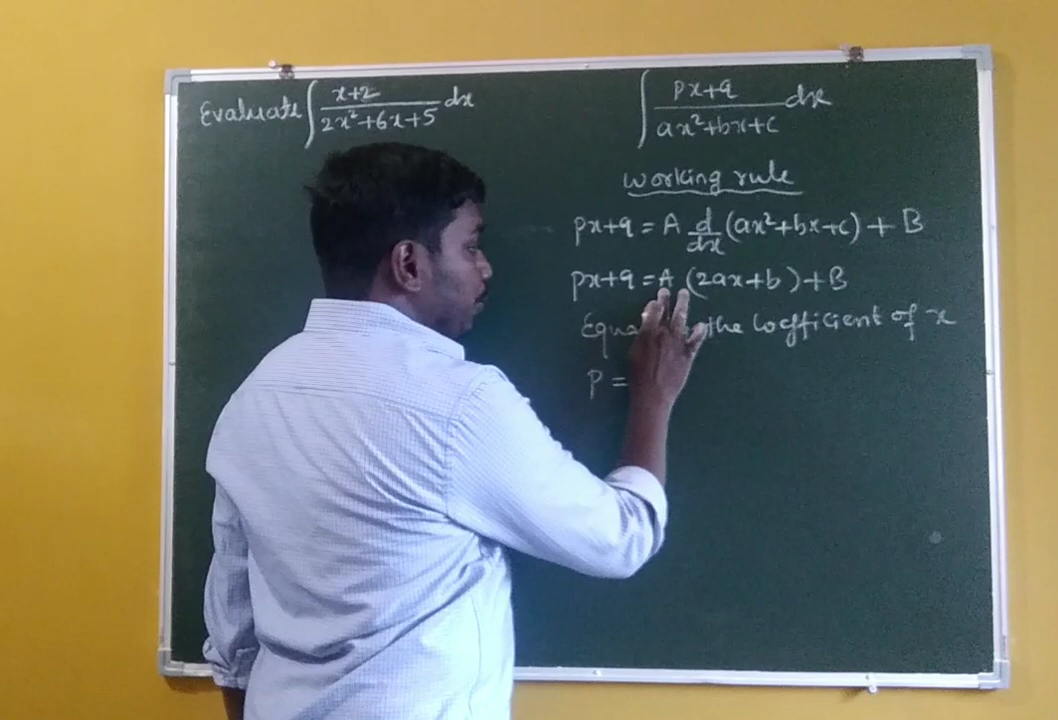 Evaluate ∫ x+2 / 2x²+6x+5 dx
∫ px+q / ax²+bx+c dx
Working rule
px+q = A d/dx (ax²+bx+c) + B
px+q = A (2ax+b) + B
the Coefficient of x
P =